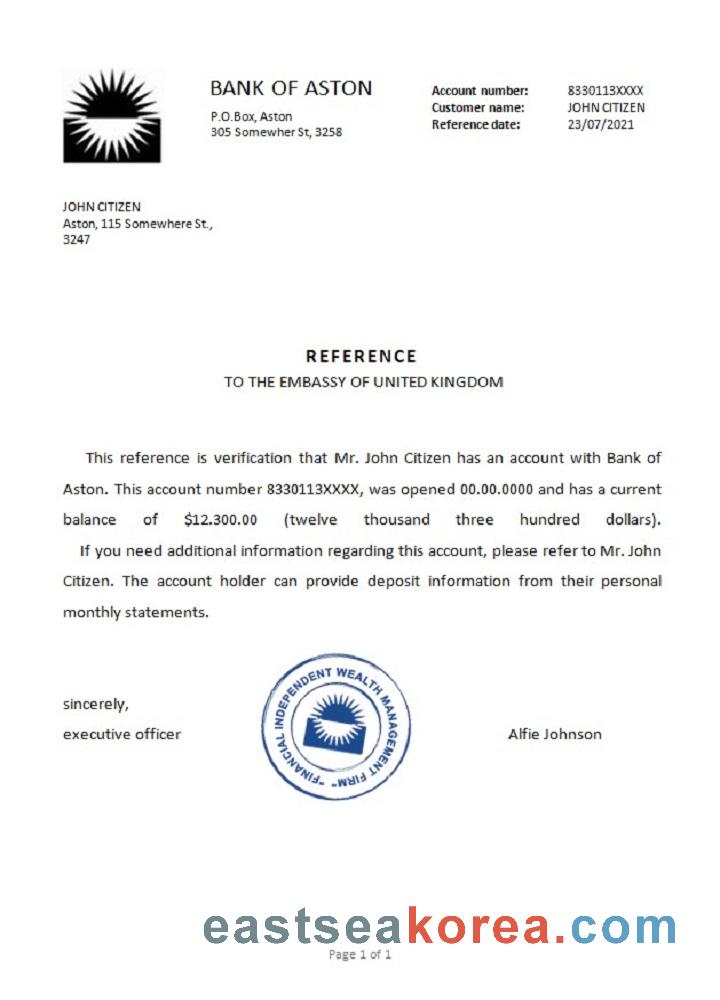 BANK OF ASTON
P.O.Box, Aston
305 Somewher St, 3258
Account number: 8330113XXXX
Customer name: JOHN CITIZEN
Reference date: 23/07/2021
JOHN CITIZEN
Aston, 115 Somewhere St.,
3247
REFERENCE
TO THE EMBASSY OF UNITED KINGDOM
This reference is verification that Mr. John Citizen has an account with Bank of
Aston. This account number 8330113XXXX, was opened 00.00.0000 and has a current
balance of $12.300.00 (twelve thousand three hundred dollars).
If you need additional information regarding this account, please refer to Mr. John
Citizen. The account holder can provide deposit information from their personal
monthly statements.
"FINANCIAL INDEPENDENT WEALTH MANAGEMENT FIRM"
sincerely,
executive officer
Alfie Johnson
eastseakorea.com
Page 1 of 1